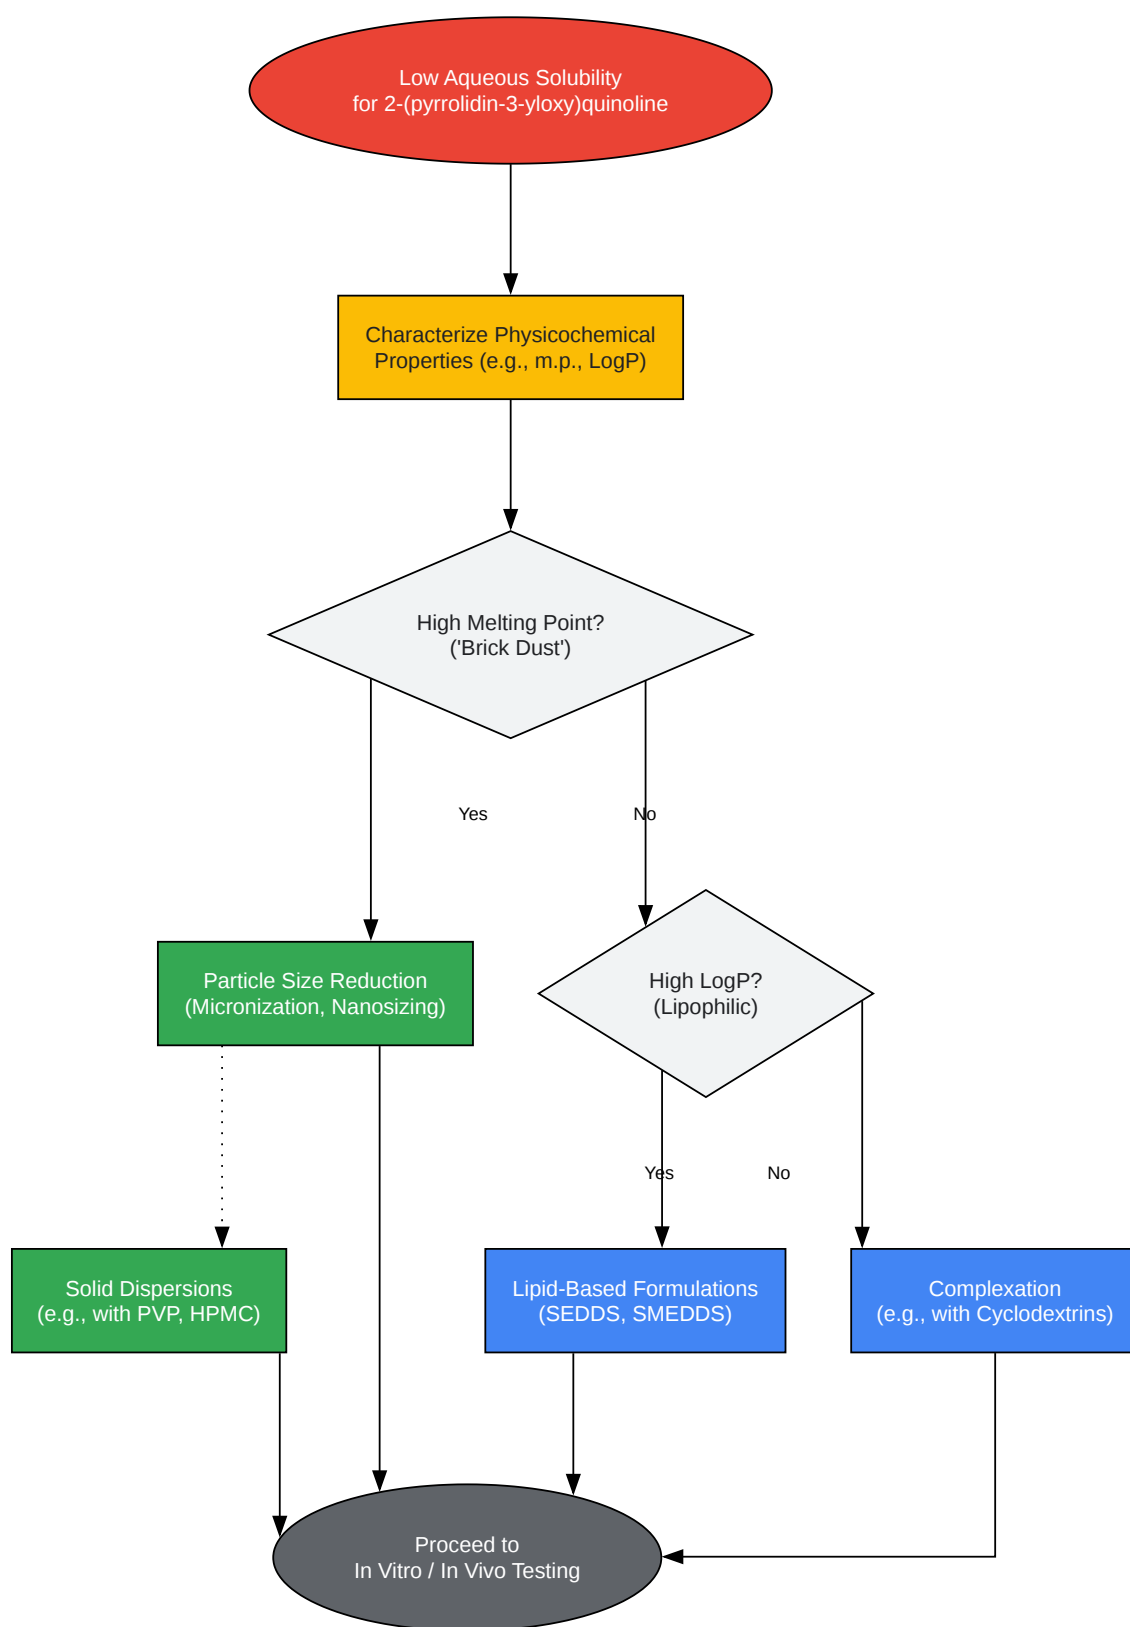 Low Aqueous Solubility
for 2-(pyrrolidin-3-yloxy)quinoline
Characterize Physicochemical
Properties (e.g., m.p., LogP)
High Melting Point?
('Brick Dust')
Yes
No
Particle Size Reduction
(Micronization, Nanosizing)
High LogP?
(Lipophilic)
Yes
No
Solid Dispersions
(e.g., with PVP, HPMC)
Lipid-Based Formulations
(SEDDS, SMEDDS)
Complexation
(e.g., with Cyclodextrins)
Proceed to
In Vitro / In Vivo Testing